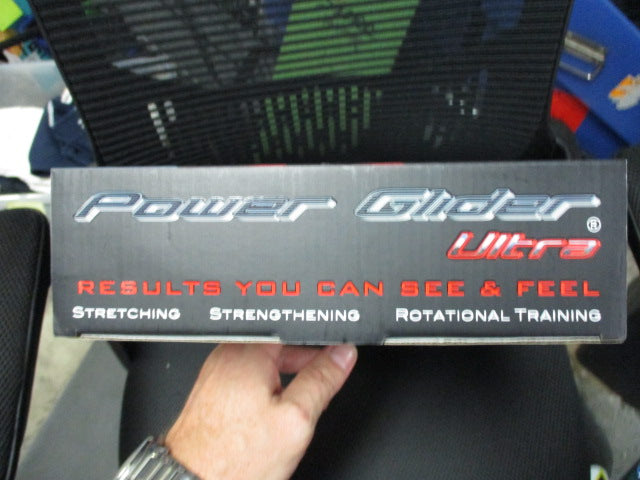 Power Glider®
Ultra
RESULTS YOU CAN SEE & FEEL
STRETCHING STRENGTHENING ROTATIONAL TRAINING